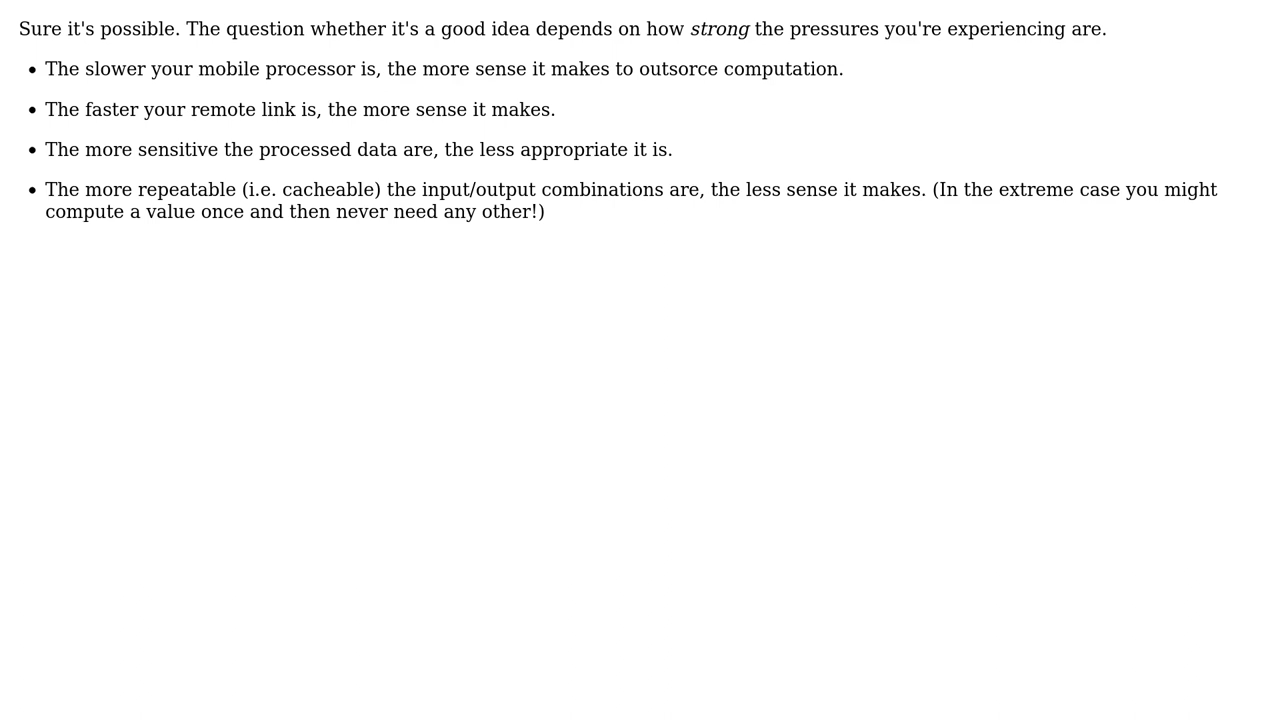 Sure it's possible. The question whether it's a good idea depends on how strong the pressures you're experiencing are.
• The slower your mobile processor is, the more sense it makes to outsorce computation.
• The faster your remote link is, the more sense it makes.
• The more sensitive the processed data are, the less appropriate it is.
• The more repeatable (i.e. cacheable) the input/output combinations are, the less sense it makes. (In the extreme case you might
compute a value once and then never need any other!)